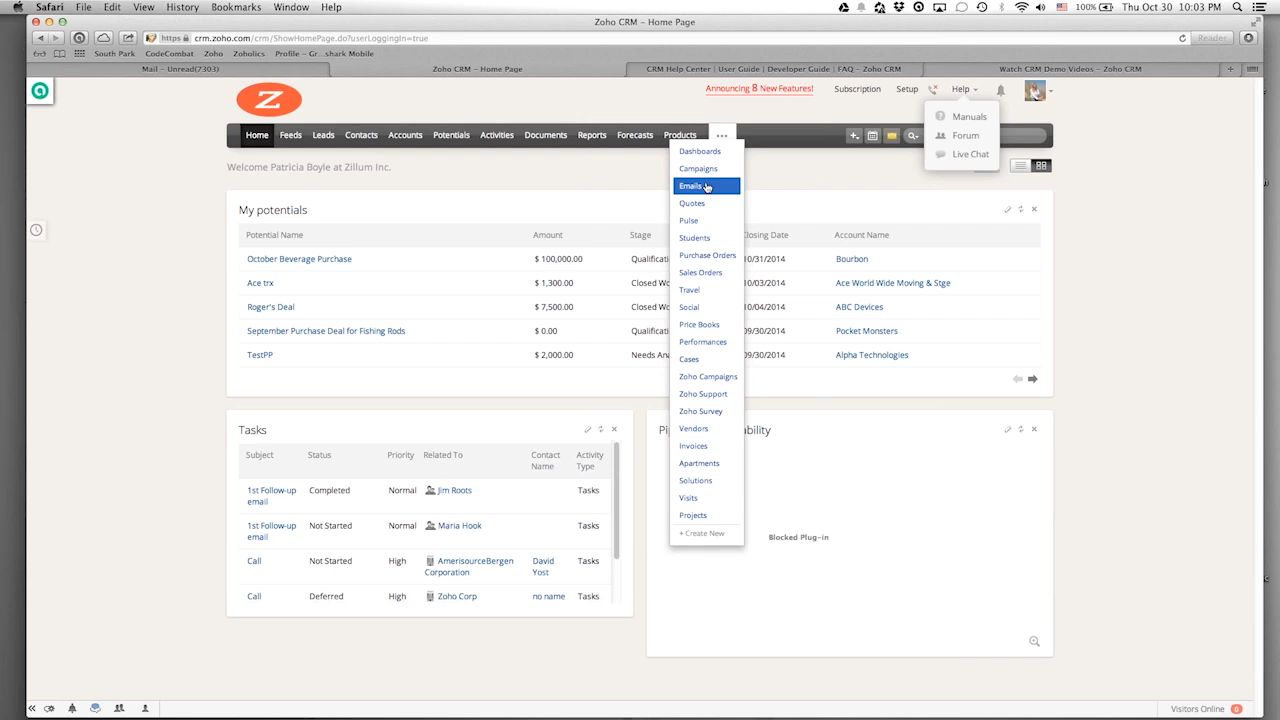 Safari File Edit View History Bookmarks Window Help
100% Thu Oct 30 10:03 PM
Zoho CRM – Home Page
https crm.zoho.com/crm/ShowHomePage.do?userLoggingIn=true
Reader
South Park CodeCombat Zoho Zoholics Profile – Gr...shark Mobile
Mail – Unread(7303)
Zoho CRM – Home Page
CRM Help Center | User Guide | Developer Guide | FAQ – Zoho CRM
Watch CRM Demo Videos – Zoho CRM
Z
Announcing 8 New Features!
Subscription Setup Help
Manuals
Forum
Live Chat
Home Feeds Leads Contacts Accounts Potentials Activities Documents Reports Forecasts Products ...
Dashboards
Campaigns
Emails
Quotes
Pulse
Students
Purchase Orders
Sales Orders
Travel
Social
Price Books
Performances
Cases
Zoho Campaigns
Zoho Support
Zoho Survey
Vendors
Invoices
Apartments
Solutions
Visits
Projects
+ Create New
Welcome Patricia Boyle at Zillum Inc.
My potentials
Potential Name Amount Stage Closing Date Account Name
October Beverage Purchase $ 100,000.00 Qualificati 10/31/2014 Bourbon
Ace trx $ 1,300.00 Closed Wo 10/03/2014 Ace World Wide Moving & Stge
Roger's Deal $ 7,500.00 Closed Wo 10/04/2014 ABC Devices
September Purchase Deal for Fishing Rods $ 0.00 Qualificati 09/30/2014 Pocket Monsters
TestPP $ 2,000.00 Needs Ana 09/30/2014 Alpha Technologies
Tasks
Subject Status Priority Related To Contact Name Activity Type
1st Follow-up email Completed Normal Jim Roots Tasks
1st Follow-up email Not Started Normal Maria Hook Tasks
Call Not Started High AmerisourceBergen Corporation David Yost Tasks
Call Deferred High Zoho Corp no name Tasks
Pip ability
Blocked Plug-in
Visitors Online 0